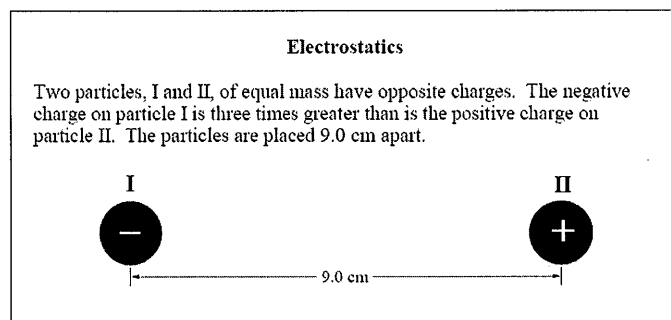 Electrostatics
Two particles, I and II, of equal mass have opposite charges. The negative
charge on particle I is three times greater than is the positive charge on
particle II. The particles are placed 9.0 cm apart.
I II
− +
9.0 cm